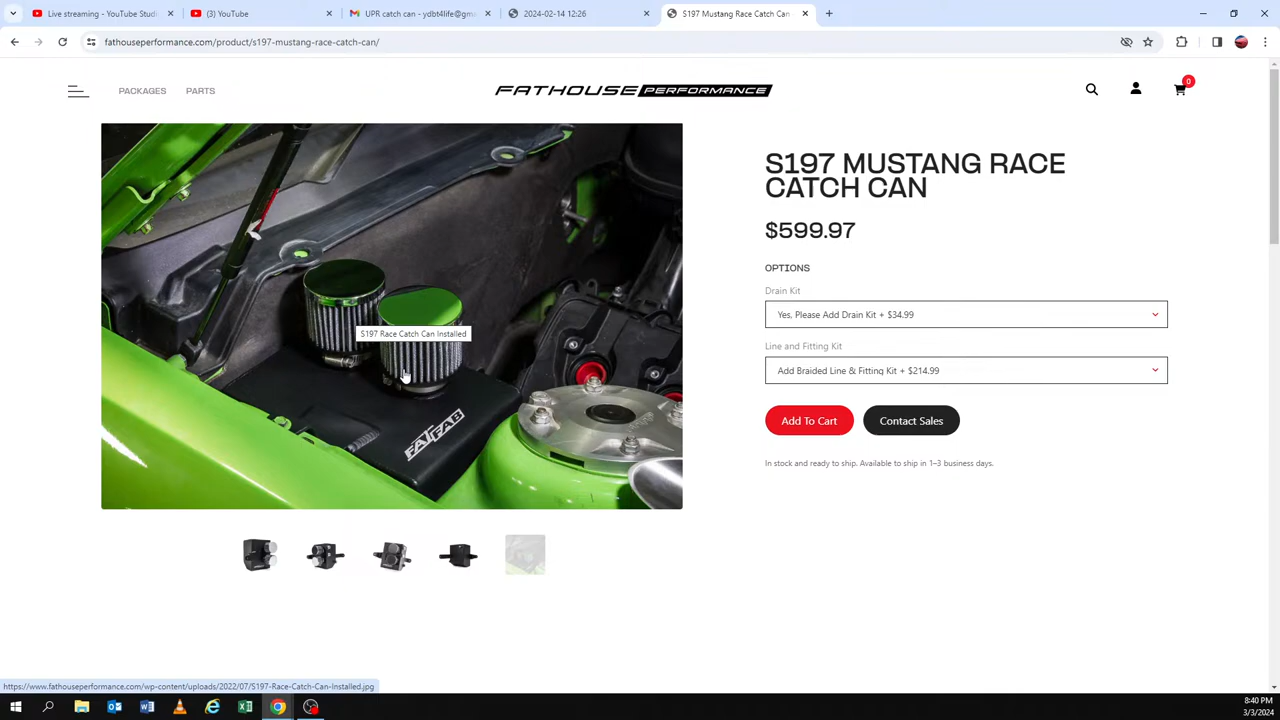 Live streaming - YouTube Studi
(3) YouTube
UPR catch can - ydbt4life@gm
2024-02-14 12:26
S197 Mustang Race Catch Can
fathouseperformance.com/product/s197-mustang-race-catch-can/
PACKAGES
PARTS
FATHOUSE PERFORMANCE
0
S197 MUSTANG RACE
CATCH CAN
$599.97
OPTIONS
Drain Kit
Yes, Please Add Drain Kit + $34.99
Line and Fitting Kit
Add Braided Line & Fitting Kit + $214.99
Add To Cart
Contact Sales
In stock and ready to ship. Available to ship in 1–3 business days.
S197 Race Catch Can Installed
FATFAB
https://www.fathouseperformance.com/wp-content/uploads/2022/07/S197-Race-Catch-Can-Installed.jpg
8:40 PM
3/3/2024